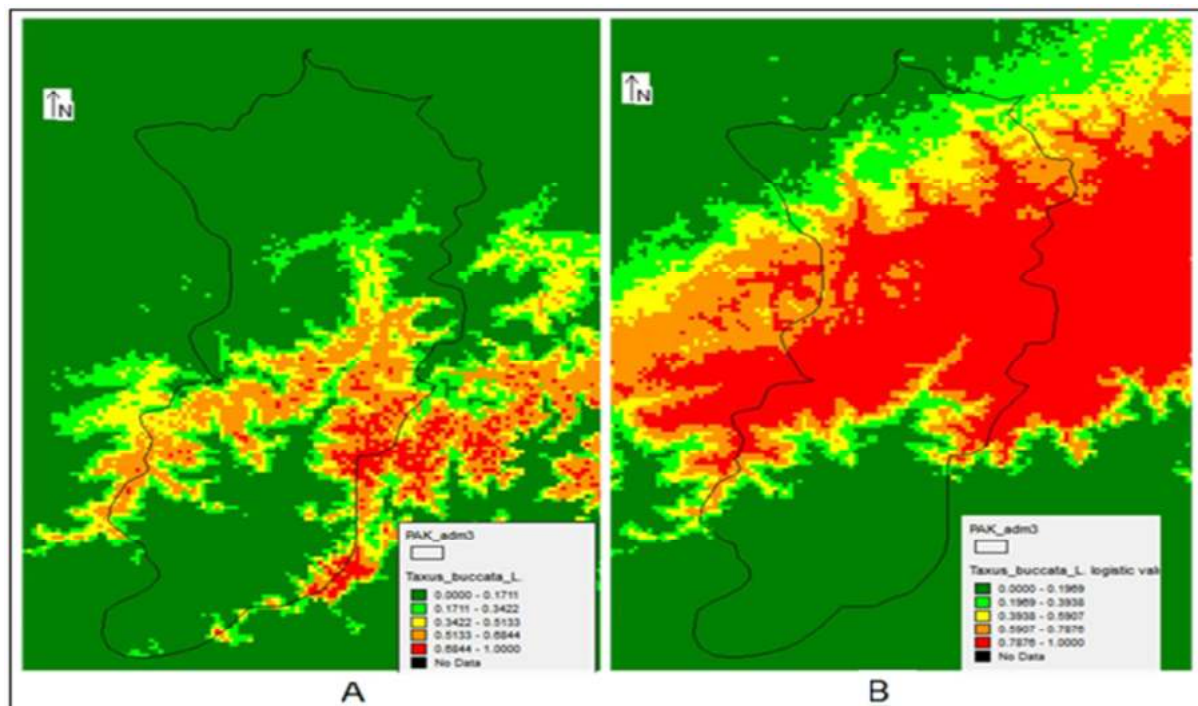 N
PAK_adm3
Taxus_buccata_L.
0.0000 - 0.1711
0.1711 - 0.3422
0.3422 - 0.5133
0.5133 - 0.6844
0.6844 - 1.0000
No Data
A
N
PAK_adm3
Taxus_buccata_L. logistic val
0.0000 - 0.1969
0.1969 - 0.3938
0.3938 - 0.5907
0.5907 - 0.7876
0.7876 - 1.0000
No Data
B